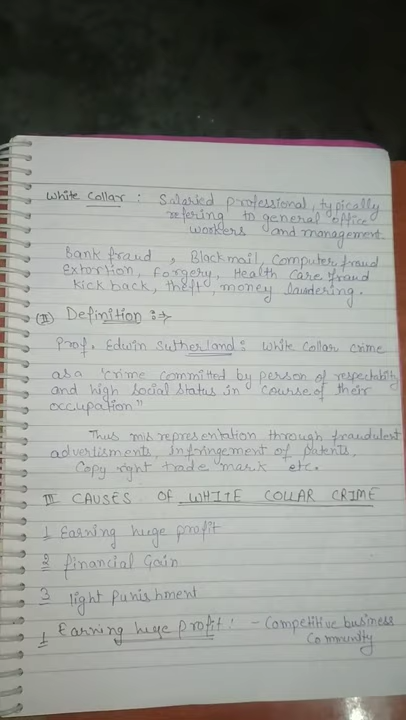 White Collar : Salaried professional, typically
refering to general office
workers and management.
Bank fraud , Blackmail, Computer fraud
Extortion, Forgery, Health Care fraud
kick back, theft, money laundering.
(II) Definition :→
Prof. Edwin Sutherland : White collar crime
as a "crime committed by person of respectability
and high social status in course of their
occupation"
Thus misrepresentation through fraudulent
advertisments, infringement of patents,
Copy right trade mark etc.
III CAUSES OF WHITE COLLAR CRIME
1 Earning huge profit
2 financial Gain
3 light Punishment
1 Earning huge profit : - Competitive business
Community